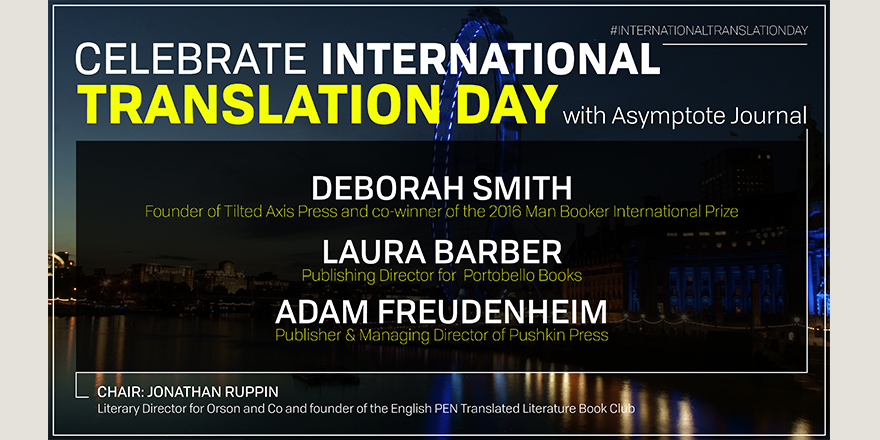 #INTERNATIONALTRANSLATIONDAY
CELEBRATE INTERNATIONAL
TRANSLATION DAY with Asymptote Journal
DEBORAH SMITH
Founder of Tilted Axis Press and co-winner of the 2016 Man Booker International Prize
LAURA BARBER
Publishing Director for Portobello Books
ADAM FREUDENHEIM
Publisher & Managing Director of Pushkin Press
CHAIR: JONATHAN RUPPIN
Literary Director for Orson and Co and founder of the English PEN Translated Literature Book Club